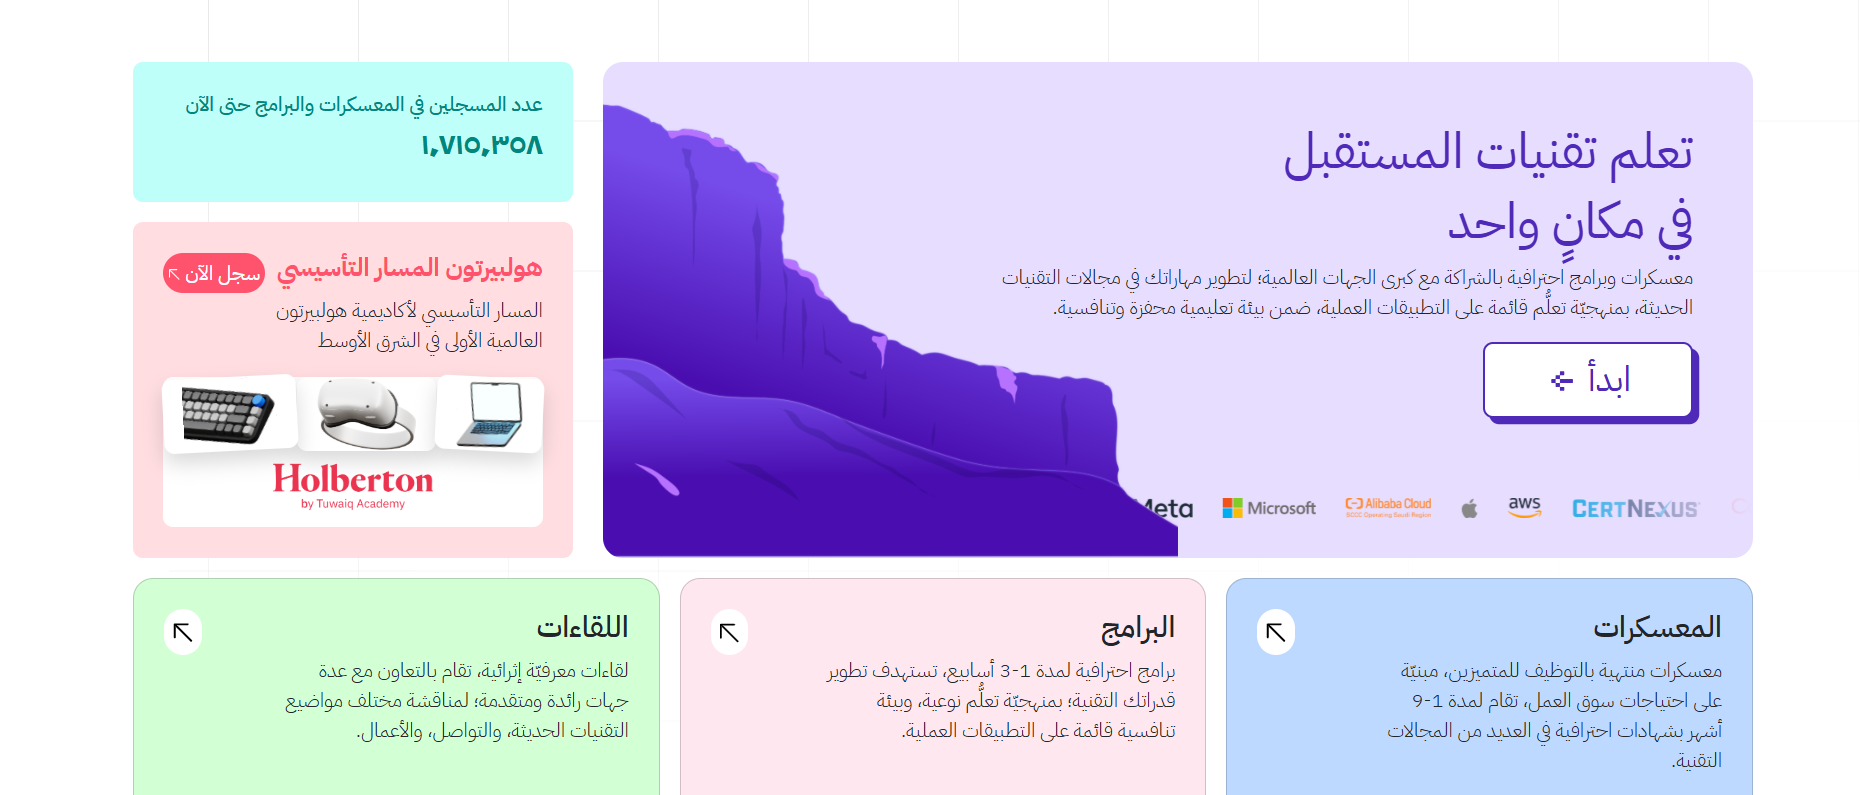 تعلم تقنيات المستقبل
في مكانٍ واحد
معسكرات وبرامج احترافية بالشراكة مع كبرى الجهات العالمية؛ لتطوير مهاراتك في مجالات التقنيات
الحديثة، بمنهجيّة تعلُّم قائمة على التطبيقات العملية، ضمن بيئة تعليمية محفزة وتنافسية.
ابدأ
Meta
Microsoft
Alibaba Cloud
SCCC Operating Saudi Region
aws
CERTNEXUS
عدد المسجلين في المعسكرات والبرامج حتى الآن
١,٧١٥,٣٥٨
هولبيرتون المسار التأسيسي
سجل الآن
المسار التأسيسي لأكاديمية هولبيرتون
العالمية الأولى في الشرق الأوسط
Holberton
by Tuwaiq Academy
المعسكرات
معسكرات منتهية بالتوظيف للمتميزين، مبنيّة
على احتياجات سوق العمل، تقام لمدة 1-9
أشهر بشهادات احترافية في العديد من المجالات
التقنية.
البرامج
برامج احترافية لمدة 1-3 أسابيع، تستهدف تطوير
قدراتك التقنية؛ بمنهجيّة تعلُّم نوعية، وبيئة
تنافسية قائمة على التطبيقات العملية.
اللقاءات
لقاءات معرفيّة إثرائية، تقام بالتعاون مع عدة
جهات رائدة ومتقدمة؛ لمناقشة مختلف مواضيع
التقنيات الحديثة، والتواصل، والأعمال.